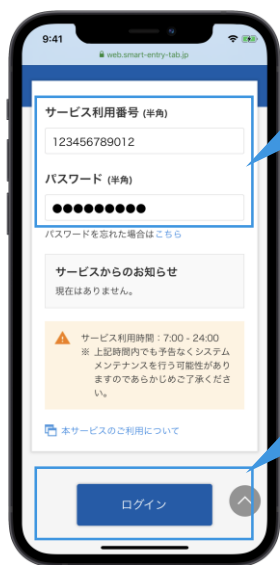 9:41
web.smart-entry-tab.jp
サービス利用番号 (半角)
123456789012
パスワード (半角)
●●●●●●●●●
パスワードを忘れた場合はこちら
サービスからのお知らせ
現在はありません。
サービス利用時間：7:00 - 24:00
※ 上記時間内でも予告なくシステム
メンテナンスを行う可能性があり
ますのであらかじめご了承くださ
い。
本サービスのご利用について
ログイン